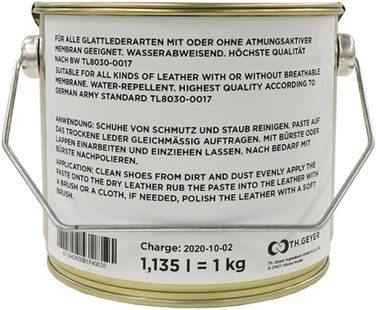 FÜR ALLE GLATTLEDERARTEN MIT ODER OHNE ATMUNGSAKTIVER
MEMBRAN GEEIGNET. WASSERABWEISEND. HÖCHSTE QUALITÄT
NACH BW TL8030-0017
SUITABLE FOR ALL KINDS OF LEATHER WITH OR WITHOUT BREATHABLE
MEMBRANE. WATER-REPELLENT. HIGHEST QUALITY ACCORDING TO
GERMAN ARMY STANDARD TL8030-0017
ANWENDUNG: SCHUHE VON SCHMUTZ UND STAUB REINIGEN. PASTE AUF
DAS TROCKENE LEDER GLEICHMÄSSIG AUFTRAGEN. MIT BÜRSTE ODER
LAPPEN EINARBEITEN UND EINZIEHEN LASSEN. NACH BEDARF MIT
BÜRSTE NACHPOLIEREN.
APPLICATION: CLEAN SHOES FROM DIRT AND DUST EVENLY APPLY THE
PASTE ONTO THE DRY LEATHER RUB THE PASTE INTO THE LEATHER WITH
A BRUSH OR A CLOTH, IF NEEDED, POLISH THE LEATHER WITH A SOFT
BRUSH.
Charge: 2020-10-02
1,135 l = 1 kg
TH.GEYER